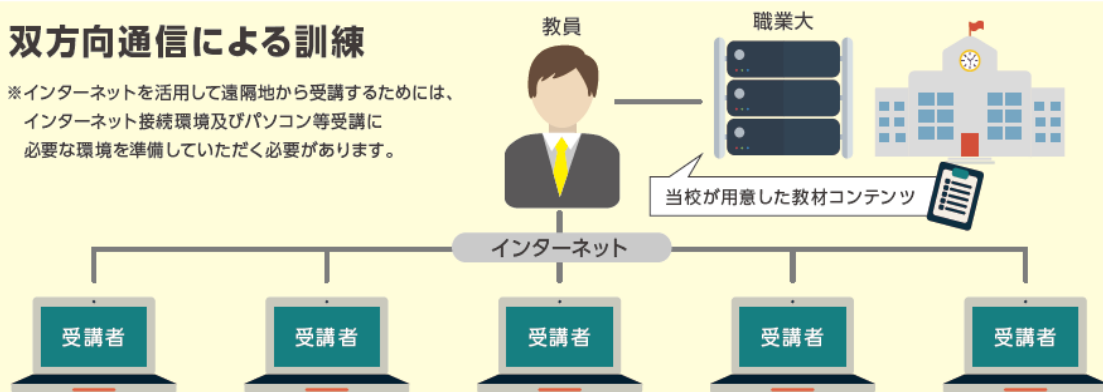 双方向通信による訓練
※インターネットを活用して遠隔地から受講するためには、
インターネット接続環境及びパソコン等受講に
必要な環境を準備していただく必要があります。
教員
職業大
当校が用意した教材コンテンツ
インターネット
受講者
受講者
受講者
受講者
受講者